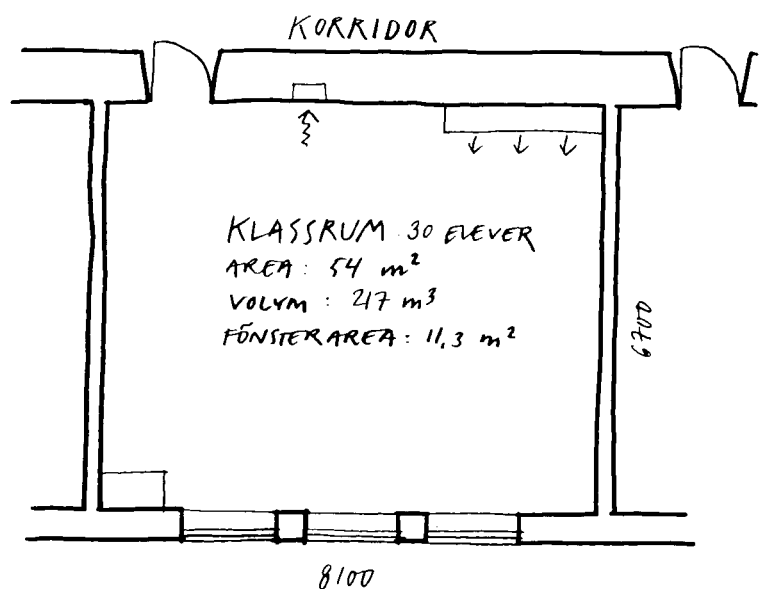 KORRIDOR
KLASSRUM 30 ELEVER
AREA: 54 m²
VOLYM: 217 m³
FÖNSTERAREA: 11,3 m²
6700
8100